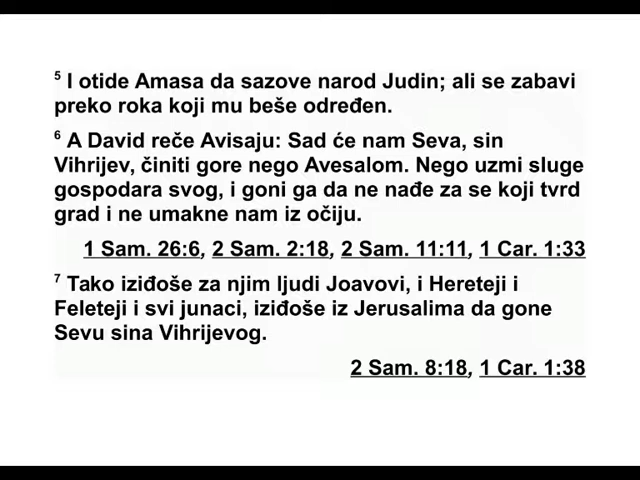 5 I otide Amasa da sazove narod Judin; ali se zabavi
preko roka koji mu beše određen.
6 A David reče Avisaju: Sad će nam Seva, sin
Vihrijev, činiti gore nego Avesalom. Nego uzmi sluge
gospodara svog, i goni ga da ne nađe za se koji tvrd
grad i ne umakne nam iz očiju.
1 Sam. 26:6, 2 Sam. 2:18, 2 Sam. 11:11, 1 Car. 1:33
7 Tako iziđoše za njim ljudi Joavovi, i Hereteji i
Feleteji i svi junaci, iziđoše iz Jerusalima da gone
Sevu sina Vihrijevog.
2 Sam. 8:18, 1 Car. 1:38